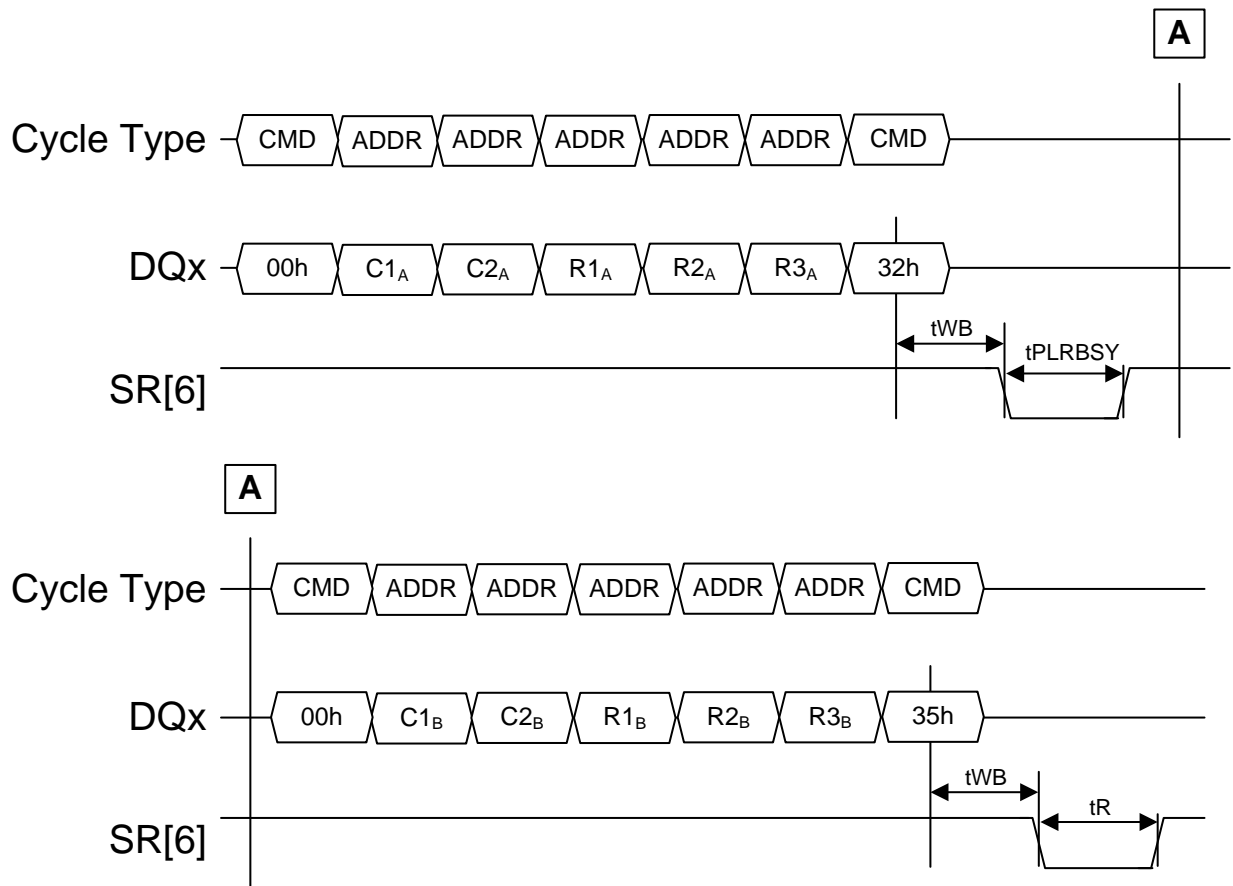 A
Cycle Type CMD ADDR ADDR ADDR ADDR ADDR CMD
DQx 00h C1A C2A R1A R2A R3A 32h
tWB tPLRBSY
SR[6]
A
Cycle Type CMD ADDR ADDR ADDR ADDR ADDR CMD
DQx 00h C1B C2B R1B R2B R3B 35h
tWB tR
SR[6]